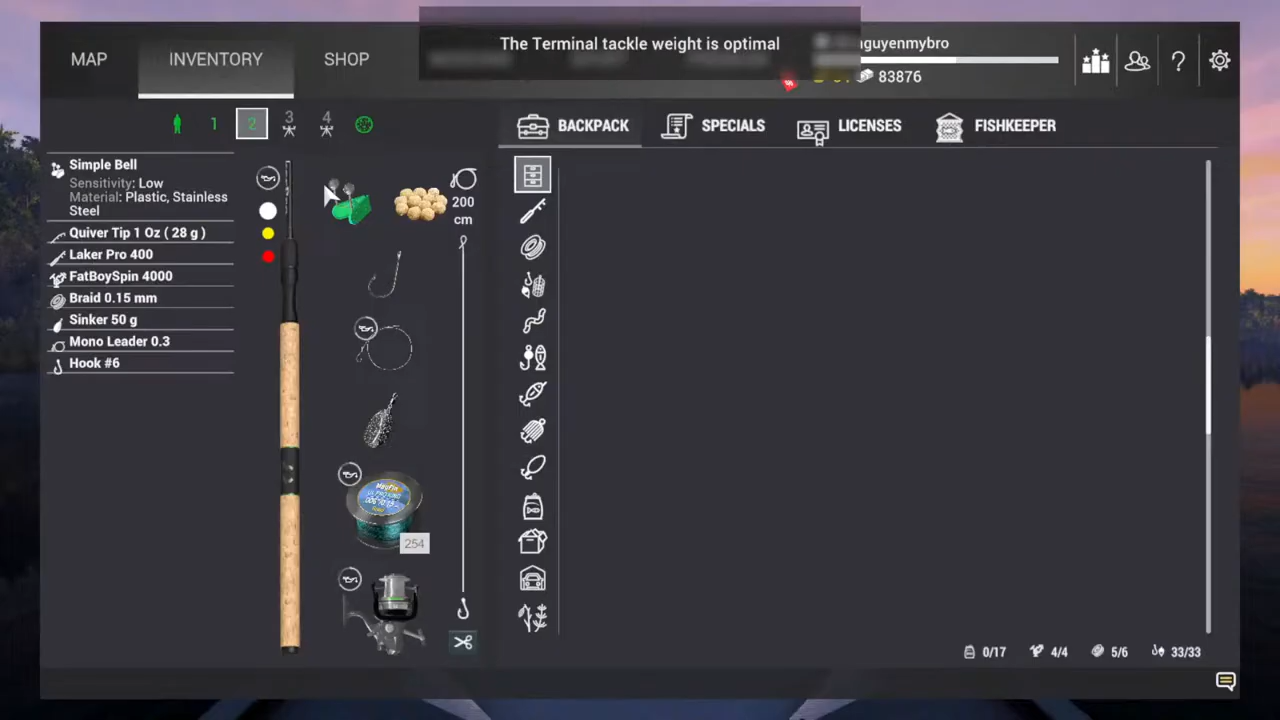 The Terminal tackle weight is optimal
MAP
INVENTORY
SHOP
nguyenmybro
83876
1
2
3
4
BACKPACK
SPECIALS
LICENSES
FISHKEEPER
Simple Bell
Sensitivity: Low
Material: Plastic, Stainless
Steel
Quiver Tip 1 Oz ( 28 g )
Laker Pro 400
FatBoySpin 4000
Braid 0.15 mm
Sinker 50 g
Mono Leader 0.3
Hook #6
200
cm
254
0/17
4/4
5/6
33/33